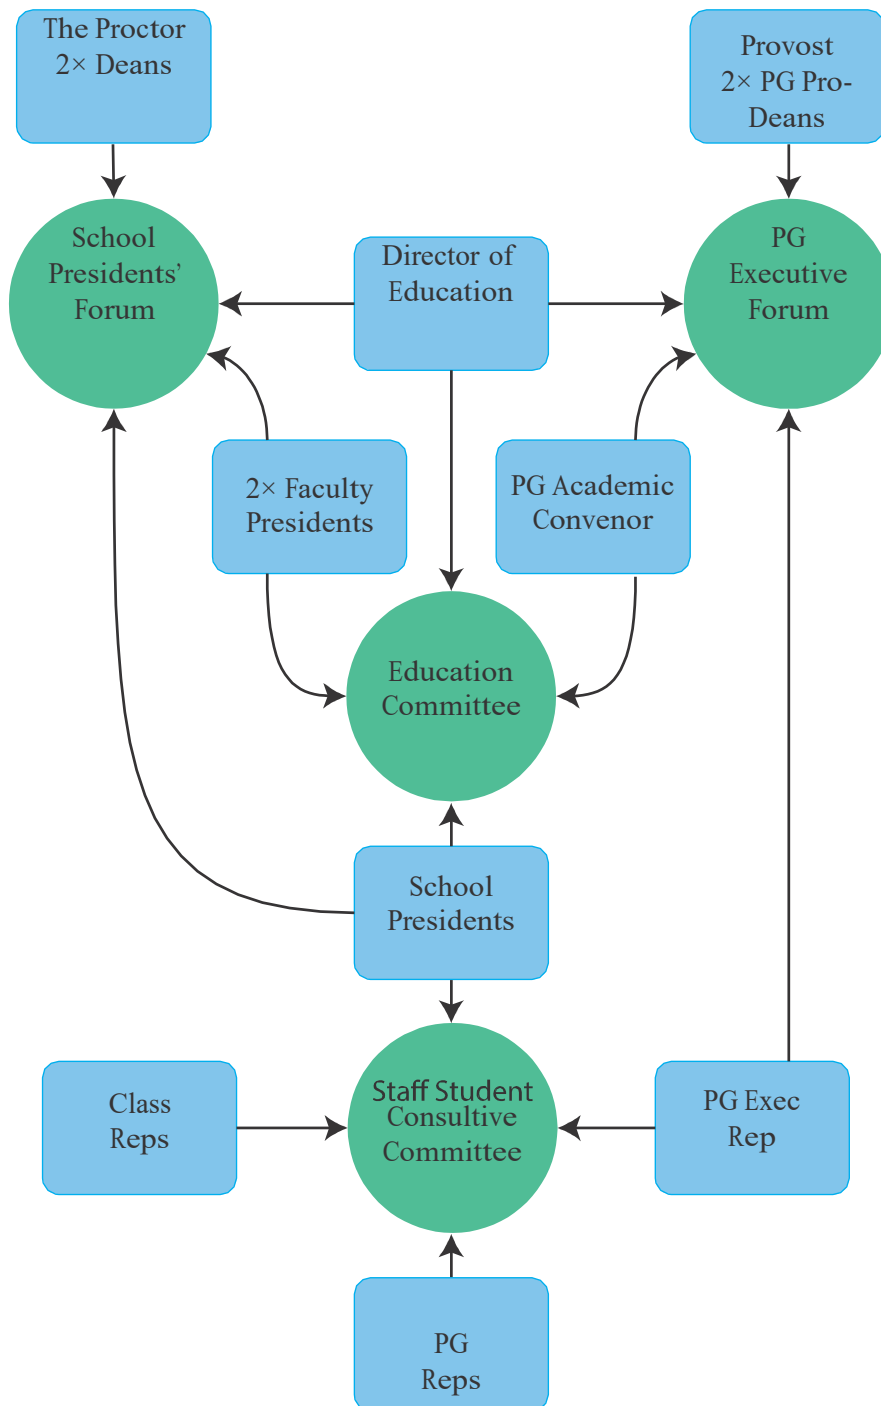 The Proctor
2× Deans
Provost
2× PG Pro-
Deans
School
Presidents’
Forum
Director of
Education
PG
Executive
Forum
2× Faculty
Presidents
PG Academic
Convenor
Education
Committee
School
Presidents
Class
Reps
Staff Student
Consultive
Committee
PG Exec
Rep
PG
Reps